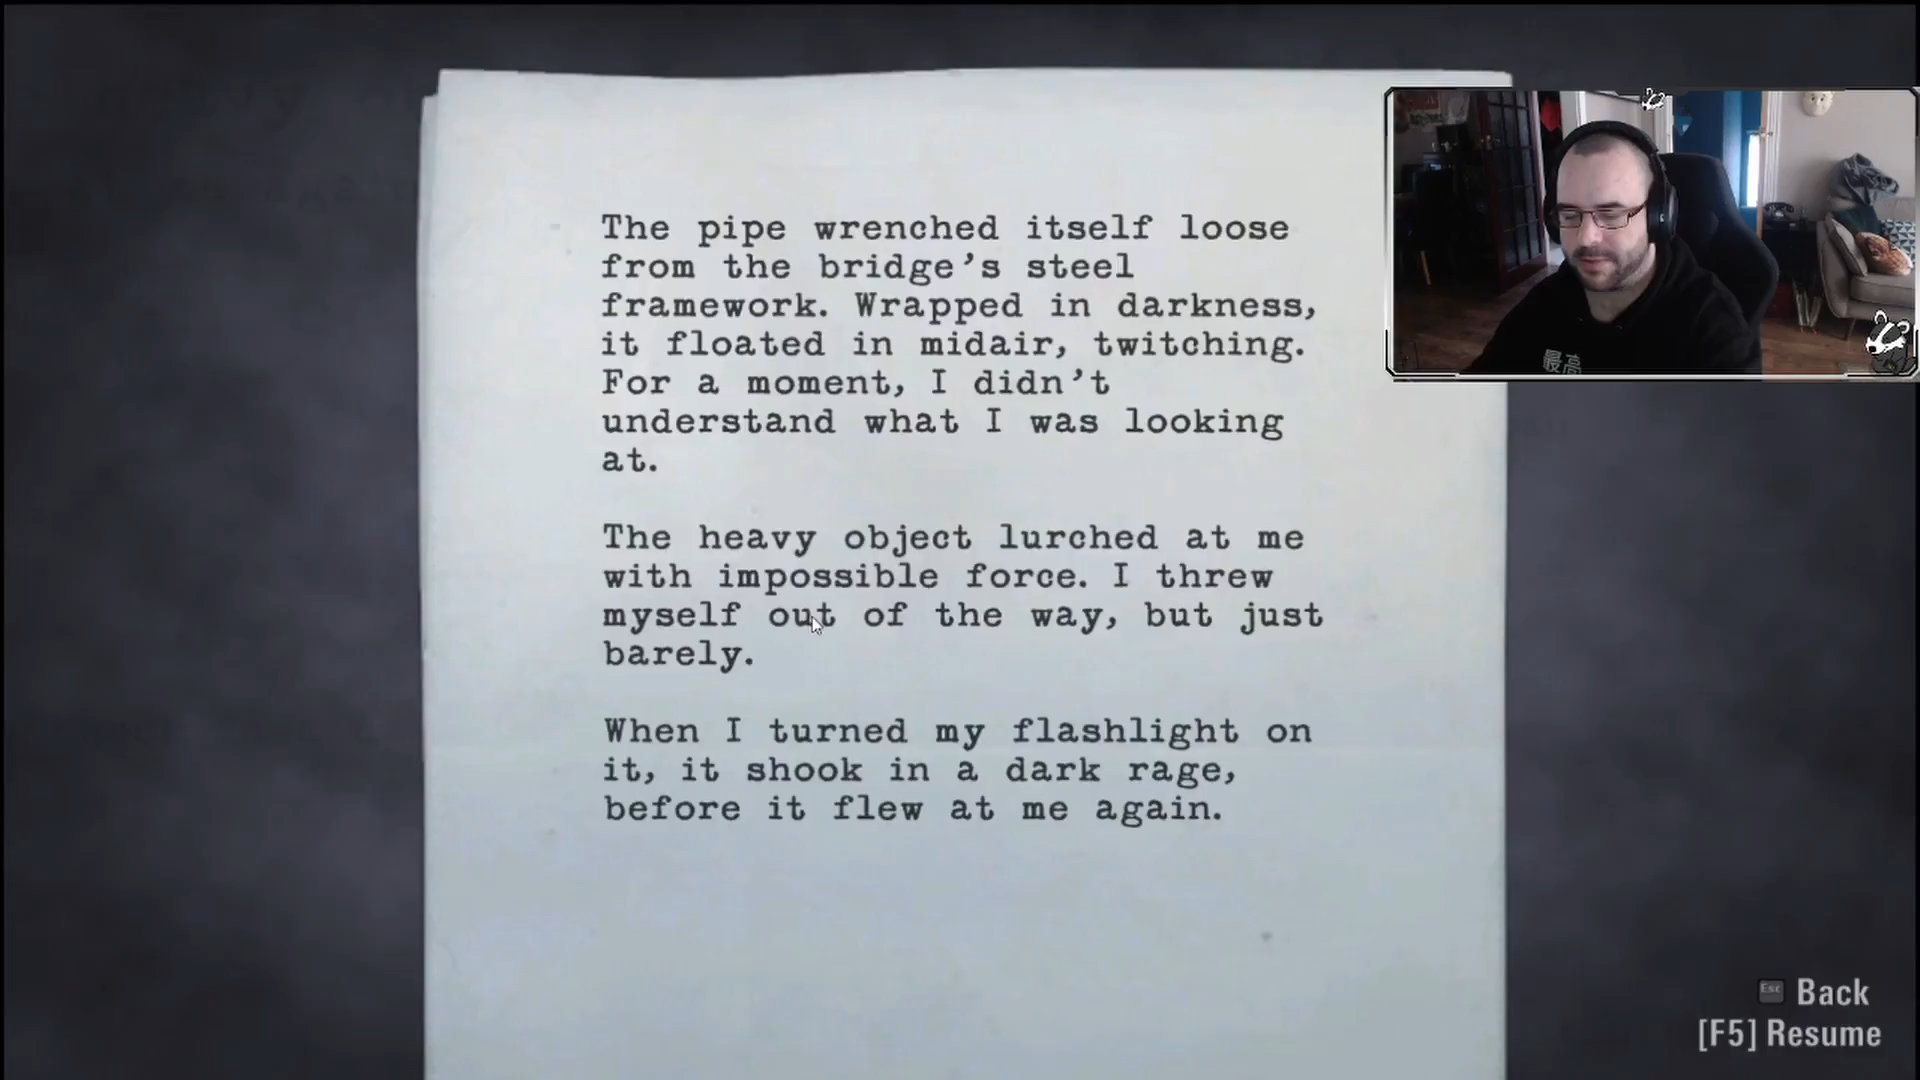 The pipe wrenched itself loose
from the bridge's steel
framework. Wrapped in darkness,
it floated in midair, twitching.
For a moment, I didn't
understand what I was looking
at.
The heavy object lurched at me
with impossible force. I threw
myself out of the way, but just
barely.
When I turned my flashlight on
it, it shook in a dark rage,
before it flew at me again.
最高
Esc Back
[F5] Resume